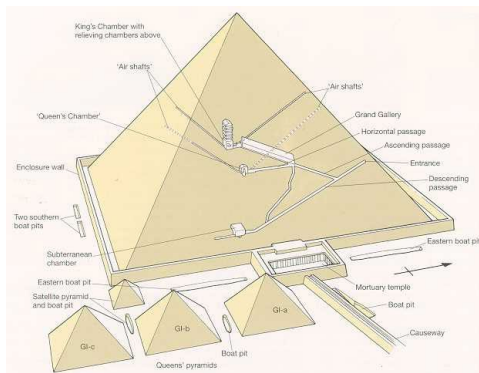 King's Chamber with
relieving chambers above
'Air shafts'
'Air shafts'
'Queen's Chamber'
Grand Gallery
Horizontal passage
Ascending passage
Entrance
Descending
passage
Enclosure wall
Two southern
boat pits
Subterranean
chamber
Eastern boat pit
Eastern boat pit
Satellite pyramid
and boat pit
Mortuary temple
Boat pit
Causeway
GI-c
GI-b
GI-a
Boat pit
Queens' pyramids